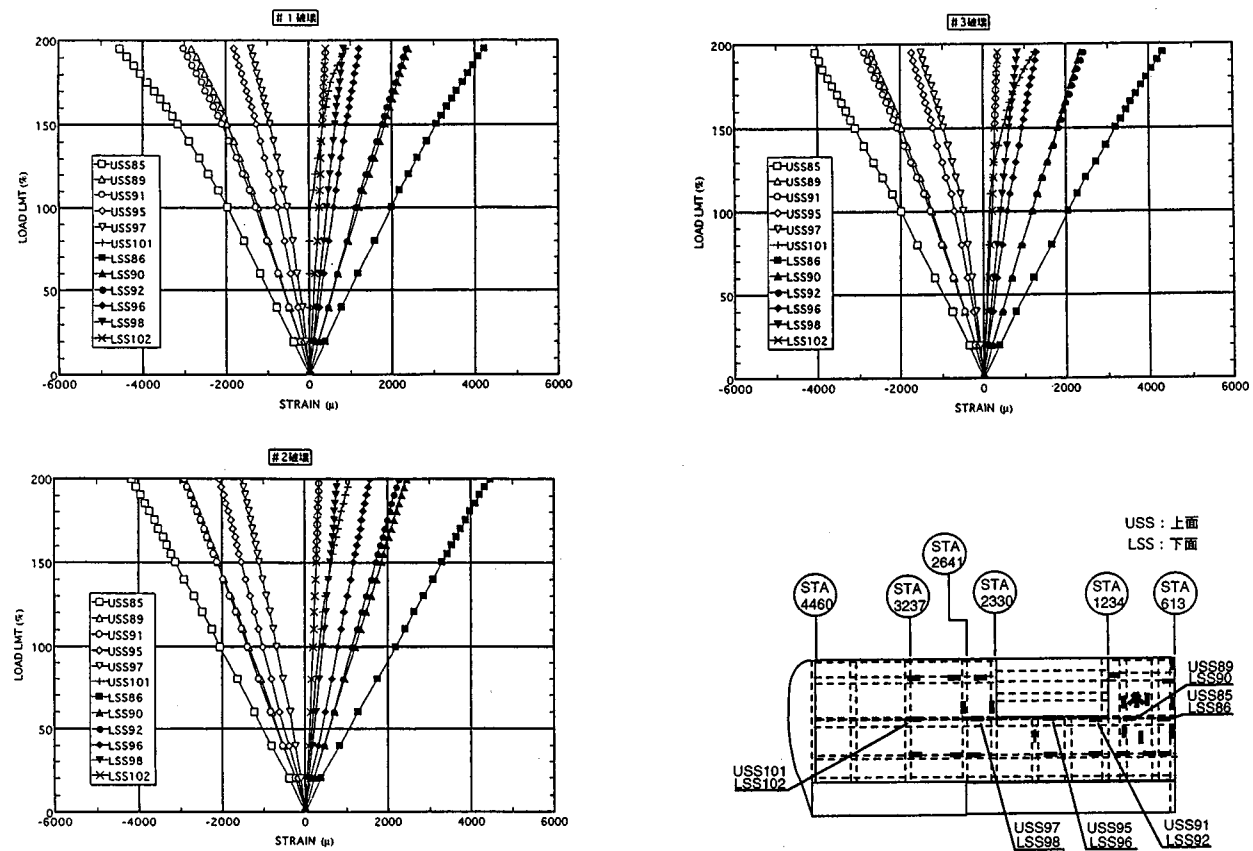 #1破壊
LOAD LMT (%)
200
150
100
50
0
USS85
USS89
USS91
USS95
USS97
USS101
LSS86
LSS90
LSS92
LSS96
LSS98
LSS102
-6000 -4000 -2000 0 2000 4000 6000
STRAIN (μ)
#3破壊
LOAD LMT (%)
200
150
100
50
0
USS85
USS89
USS91
USS95
USS97
USS101
LSS86
LSS90
LSS92
LSS96
LSS98
LSS102
-6000 -4000 -2000 0 2000 4000 6000
STRAIN (μ)
#2破壊
LOAD LMT (%)
200
150
100
50
0
USS85
USS89
USS91
USS95
USS97
USS101
LSS86
LSS90
LSS92
LSS96
LSS98
LSS102
-6000 -4000 -2000 0 2000 4000 6000
STRAIN (μ)
USS : 上面
LSS : 下面
STA
4460
STA
3237
STA
2641
STA
2330
STA
1234
STA
613
USS89
LSS90
USS85
LSS86
USS101
LSS102
USS97
LSS98
USS95
LSS96
USS91
LSS92